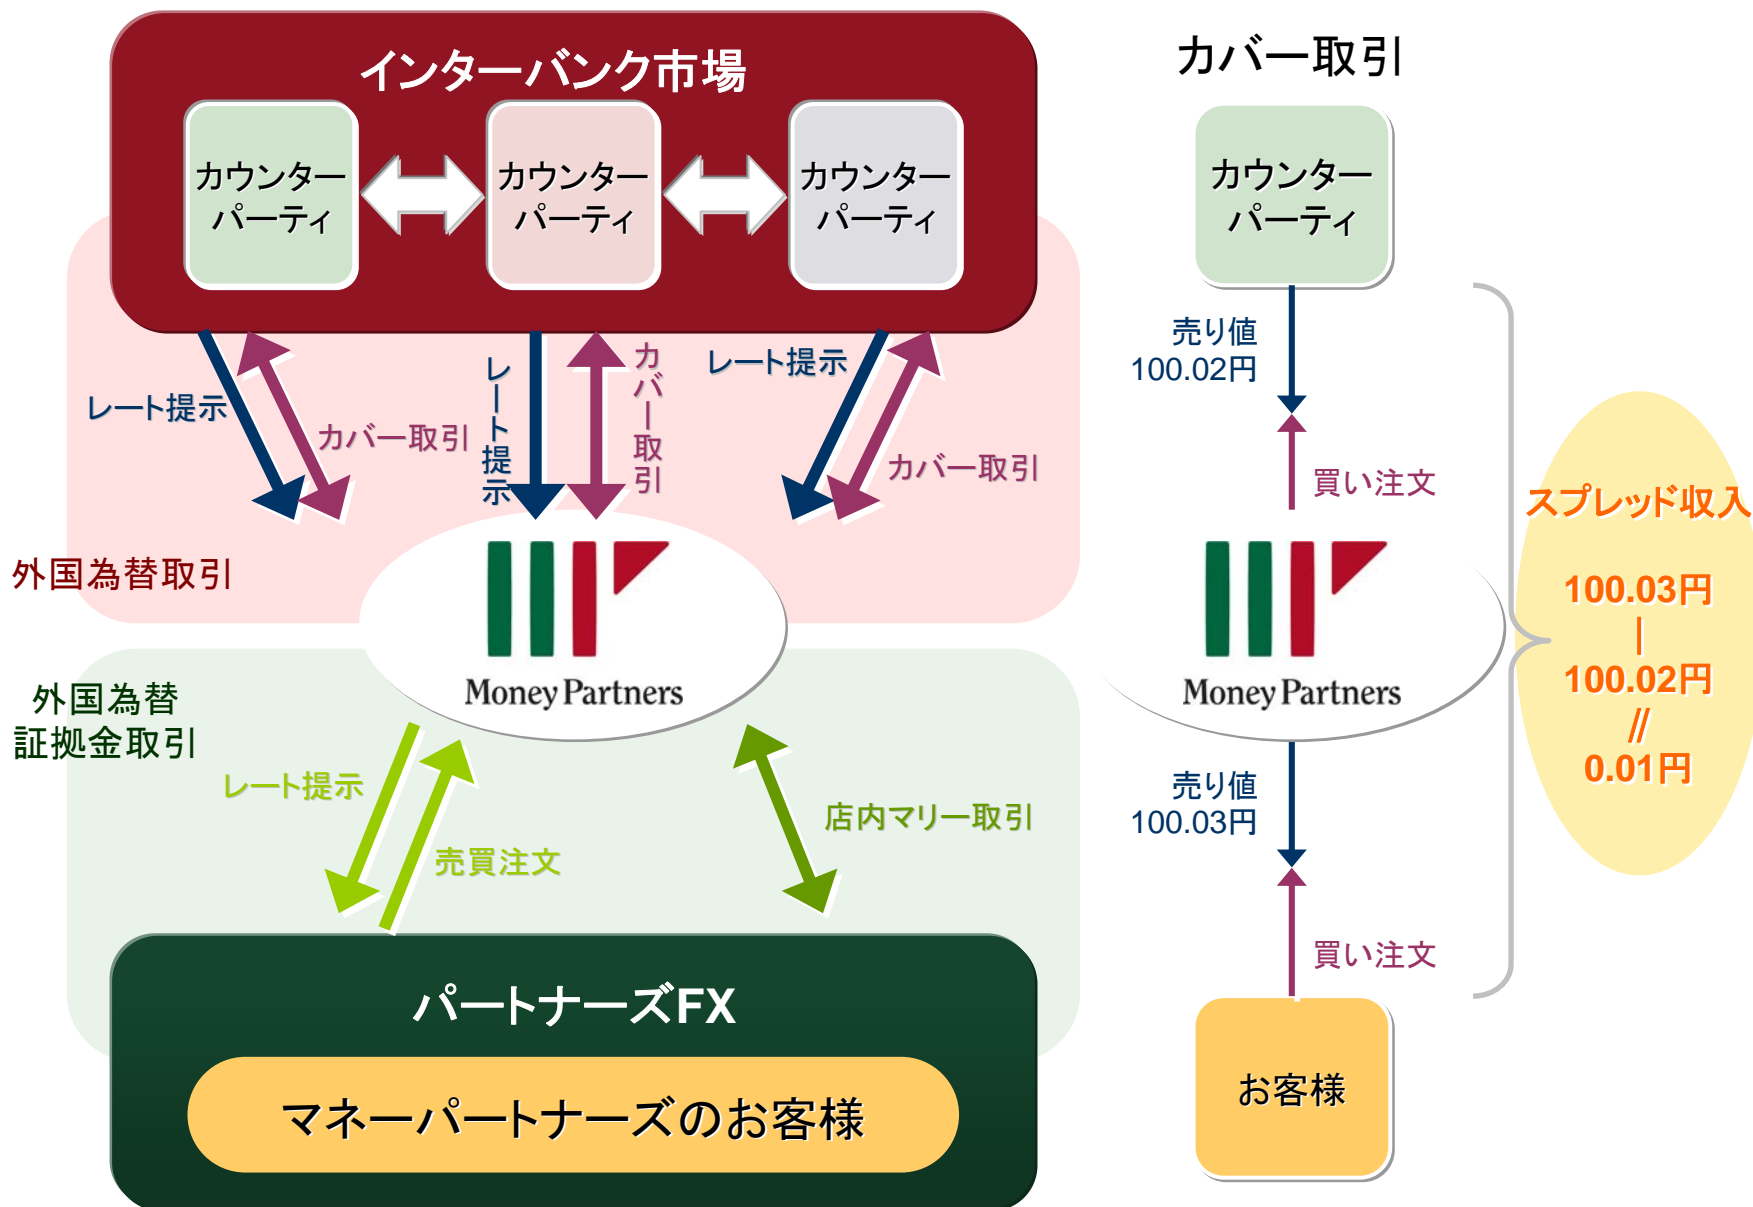 インターバンク市場
カウンター
パーティ
カウンター
パーティ
カウンター
パーティ
レート提示
カバー取引
レート提示
カバー取引
レート提示
カバー取引
外国為替取引
Money Partners
外国為替
証拠金取引
レート提示
売買注文
店内マリー取引
パートナーズFX
マネーパートナーズのお客様
カバー取引
カウンター
パーティ
売り値
100.02円
買い注文
Money Partners
売り値
100.03円
買い注文
お客様
スプレッド収入
100.03円
|
100.02円
//
0.01円